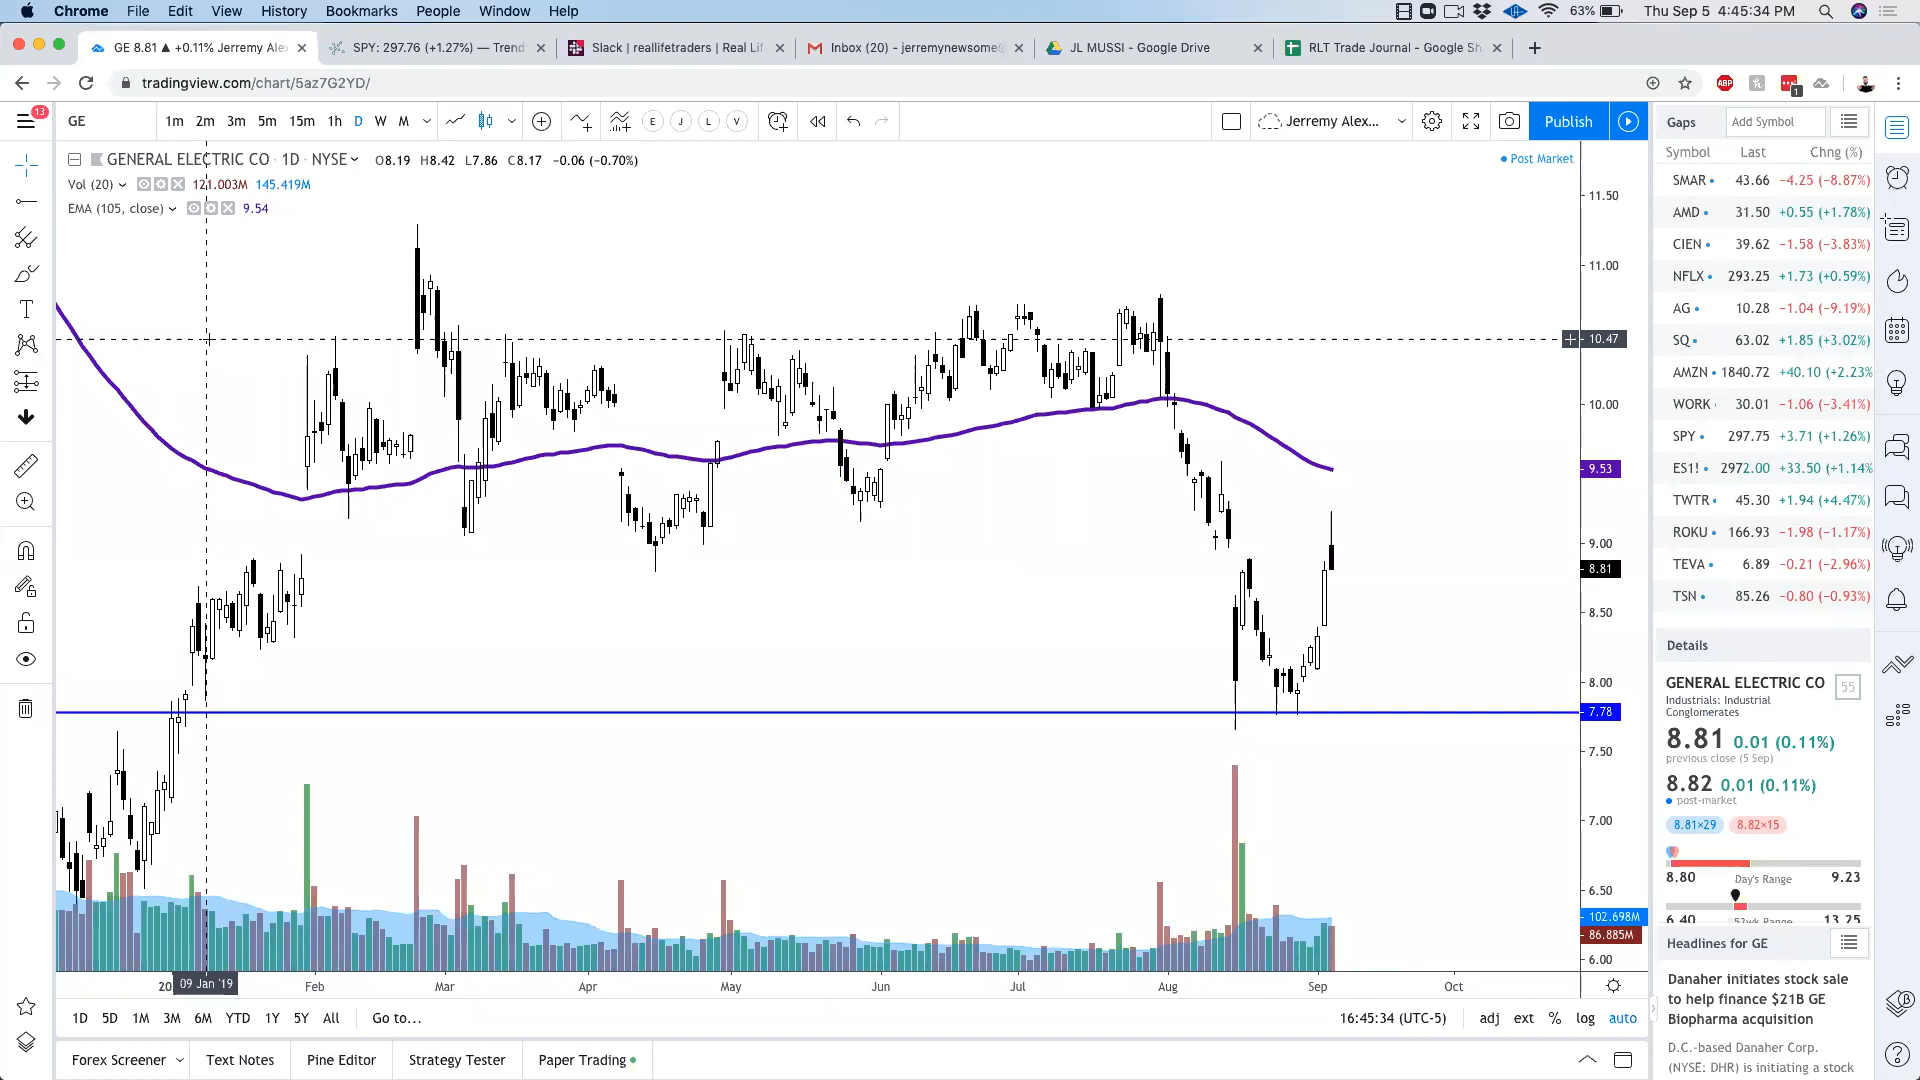 Chrome File Edit View History Bookmarks People Window Help 63% Thu Sep 5 4:45:34 PM
GE 8.81 ▲ +0.11% Jerremy Ale
SPY: 297.76 (+1.27%) — Trend
Slack | reallifetraders | Real Lif
Inbox (20) - jerremynewsome@
JL MUSSI - Google Drive
RLT Trade Journal - Google Sh
tradingview.com/chart/5az7G2YD/
ABP
1
13
GE 1m 2m 3m 5m 15m 1h D W M E J L V Jerremy Alex... Publish
GENERAL ELECTRIC CO · 1D · NYSE O8.19 H8.42 L7.86 C8.17 -0.06 (-0.70%)
Post Market
Vol (20) 121.003M 145.419M
EMA (105, close) 9.54
11.50
11.00
10.47
10.00
9.53
9.00
8.81
8.50
8.00
7.78
7.50
7.00
6.50
102.698M
86.885M
6.00
20 09 Jan '19 Feb Mar Apr May Jun Jul Aug Sep Oct
1D 5D 1M 3M 6M YTD 1Y 5Y All Go to... 16:45:34 (UTC-5) adj ext % log auto
Forex Screener Text Notes Pine Editor Strategy Tester Paper Trading
Gaps Add Symbol
Symbol Last Chng (%)
SMAR 43.66 −4.25 (−8.87%)
AMD 31.50 +0.55 (+1.78%)
CIEN 39.62 −1.58 (−3.83%)
NFLX 293.25 +1.73 (+0.59%)
AG 10.28 −1.04 (−9.19%)
SQ 63.02 +1.85 (+3.02%)
AMZN 1840.72 +40.10 (+2.23%
WORK 30.01 −1.06 (−3.41%)
SPY 297.75 +3.71 (+1.26%)
ES1! 2972.00 +33.50 (+1.14%
TWTR 45.30 +1.94 (+4.47%)
ROKU 166.93 −1.98 (−1.17%)
TEVA 6.89 −0.21 (−2.96%)
TSN 85.26 −0.80 (−0.93%)
Details
GENERAL ELECTRIC CO 55
Industrials: Industrial
Conglomerates
8.81 0.01 (0.11%)
previous close (5 Sep)
8.82 0.01 (0.11%)
post-market
8.81×29 8.82×15
8.80 Day's Range 9.23
6.40 52wk Range 13.25
Headlines for GE
Danaher initiates stock sale
to help finance $21B GE
Biopharma acquisition
D.C.-based Danaher Corp.
(NYSE: DHR) is initiating a stock